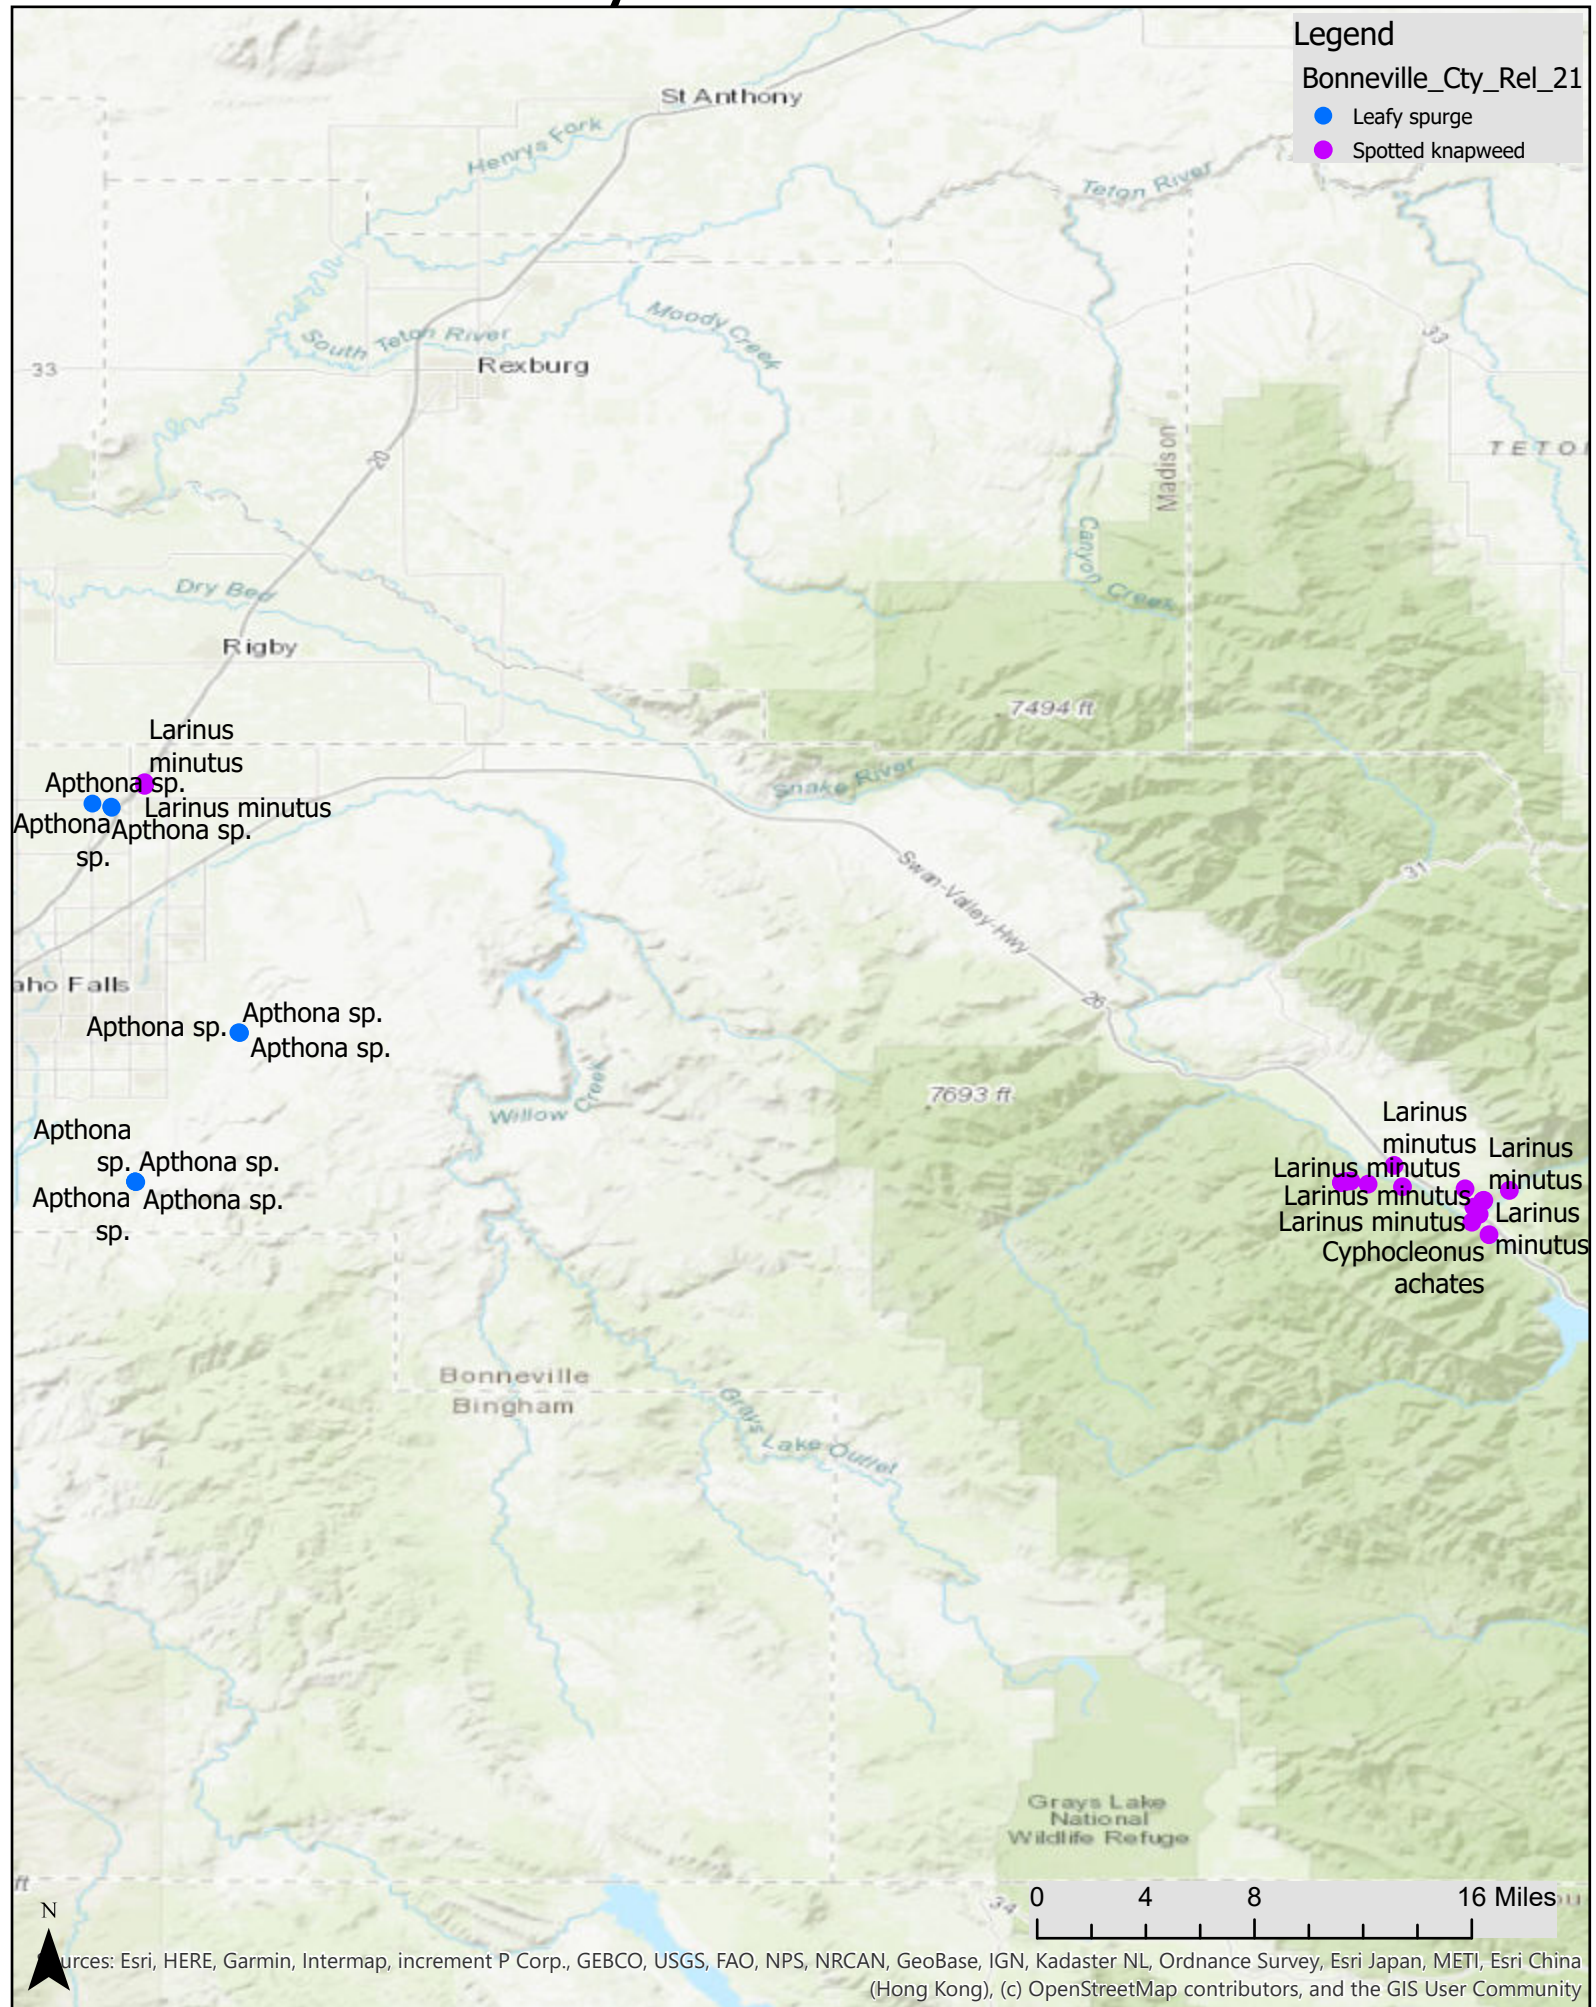 Legend
Bonneville_Cty_Rel_21
Leafy spurge
Spotted knapweed
St Anthony
Henrys Fork
Teton River
South Teton River
Moody Creek
33
Rexburg
33
20
Madison
TETO
Canyon Creek
Dry Bed
Rigby
7494 ft
Larinus
minutus
Apthona sp.
Larinus minutus
Apthona
sp.
Apthona sp.
Snake River
Swan-Valley-Hwy
31
aho Falls
26
Apthona sp.
Apthona sp.
Apthona sp.
7693 ft
Willow Creek
Apthona
sp.
Apthona sp.
Apthona
sp.
Apthona sp.
Larinus
minutus
Larinus
minutus
Larinus minutus
Larinus minutus
Larinus minutus
Larinus
minutus
Cyphocleonus
achates
Bonneville
Bingham
Grays Lake Outlet
Grays Lake
National
Wildlife Refuge
ft
34
N
0 4 8 16 Miles
urces: Esri, HERE, Garmin, Intermap, increment P Corp., GEBCO, USGS, FAO, NPS, NRCAN, GeoBase, IGN, Kadaster NL, Ordnance Survey, Esri Japan, METI, Esri China
(Hong Kong), (c) OpenStreetMap contributors, and the GIS User Community